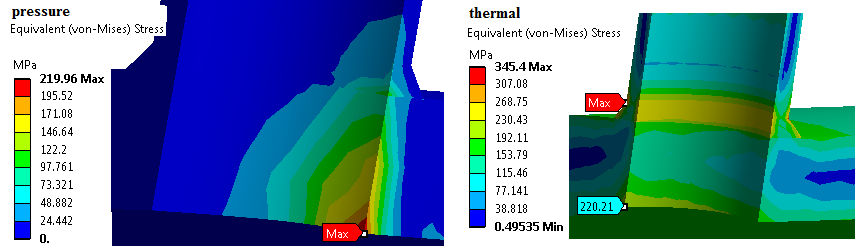 pressure
Equivalent (von-Mises) Stress
MPa
219.96 Max
195.52
171.08
146.64
122.2
97.761
73.321
48.882
24.442
0.
Max
thermal
Equivalent (von-Mises) Stress
MPa
345.4 Max
307.08
268.75
230.43
192.11
153.79
115.46
77.141
38.818
0.49535 Min
Max
220.21